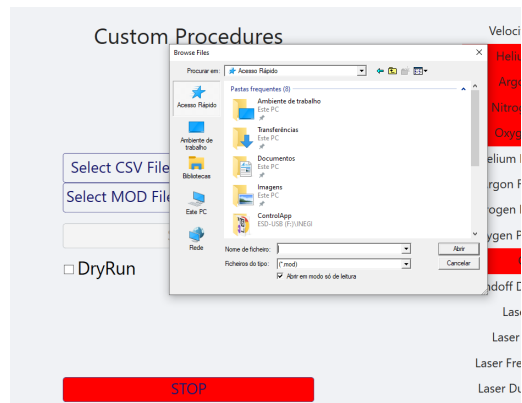 Custom Procedures
Browse Files
Procurar em:
Acesso Rápido
Acesso Rápido
Ambiente de
trabalho
Bibliotecas
Este PC
Rede
Pastas frequentes (8)
Ambiente de trabalho
Este PC
Transferências
Este PC
Documentos
Este PC
Imagens
Este PC
ControlApp
ESD-USB (F:)\INEGI
Nome de ficheiro:
Abrir
Ficheiros do tipo:
(*.mod)
Cancelar
Abrir em modo só de leitura
Select CSV File
Select MOD File
DryRun
STOP
Veloci
Heliu
Argo
Nitrog
Oxyg
elium F
rgon F
rogen F
ygen F
ndoff D
Lase
Laser
Laser Fre
Laser Du